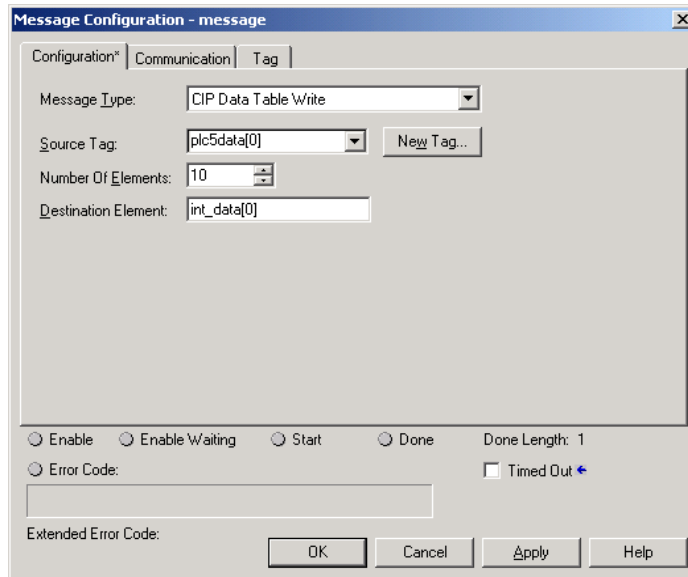 Message Configuration - message
Configuration* Communication Tag
Message Type: CIP Data Table Write
Source Tag: plc5data[0] New Tag...
Number Of Elements: 10
Destination Element: int_data[0]
Enable Enable Waiting Start Done Done Length: 1
Error Code: Timed Out
Extended Error Code:
OK Cancel Apply Help